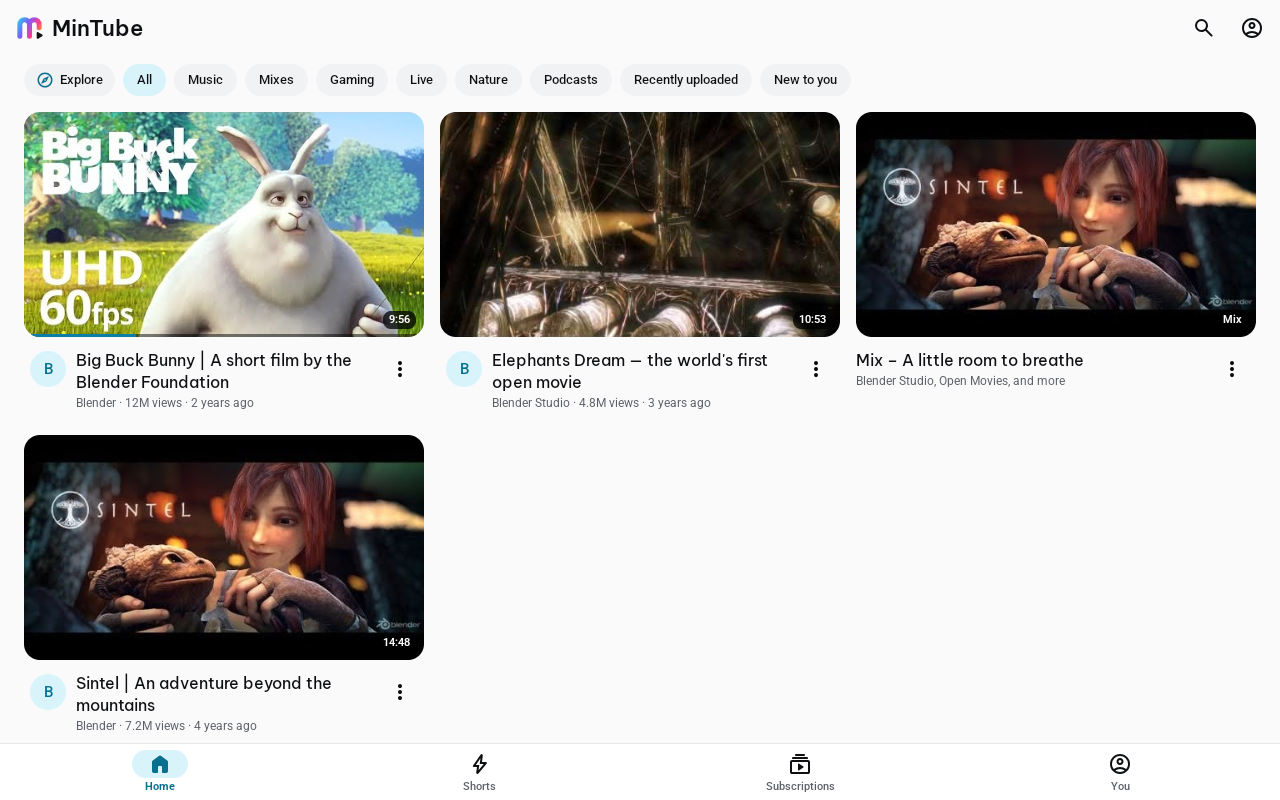 MinTube
Explore
All
Music
Mixes
Gaming
Live
Nature
Podcasts
Recently uploaded
New to you
Big Buck
BUNNY
UHD
60fps
9:56
10:53
SINTEL
blender
Mix
B
Big Buck Bunny | A short film by the
Blender Foundation
Blender · 12M views · 2 years ago
B
Elephants Dream — the world's first
open movie
Blender Studio · 4.8M views · 3 years ago
Mix – A little room to breathe
Blender Studio, Open Movies, and more
SINTEL
blender
14:48
B
Sintel | An adventure beyond the
mountains
Blender · 7.2M views · 4 years ago
Home
Shorts
Subscriptions
You